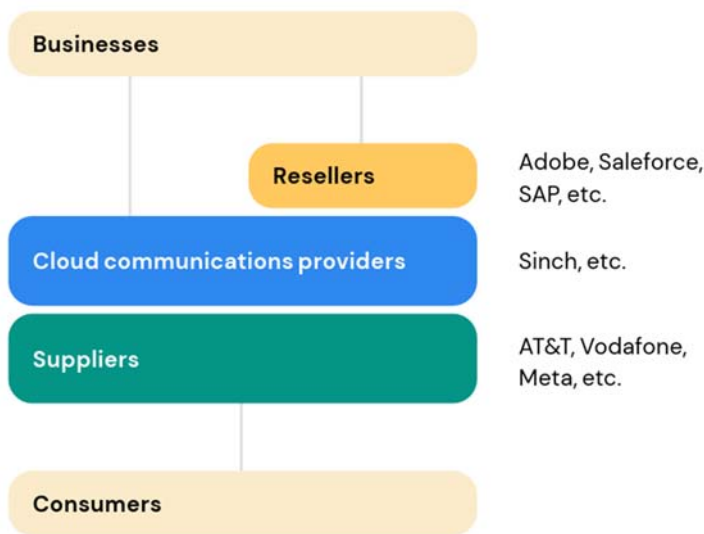 Businesses
Resellers
Adobe, Saleforce,
SAP, etc.
Cloud communications providers
Sinch, etc.
Suppliers
AT&T, Vodafone,
Meta, etc.
Consumers